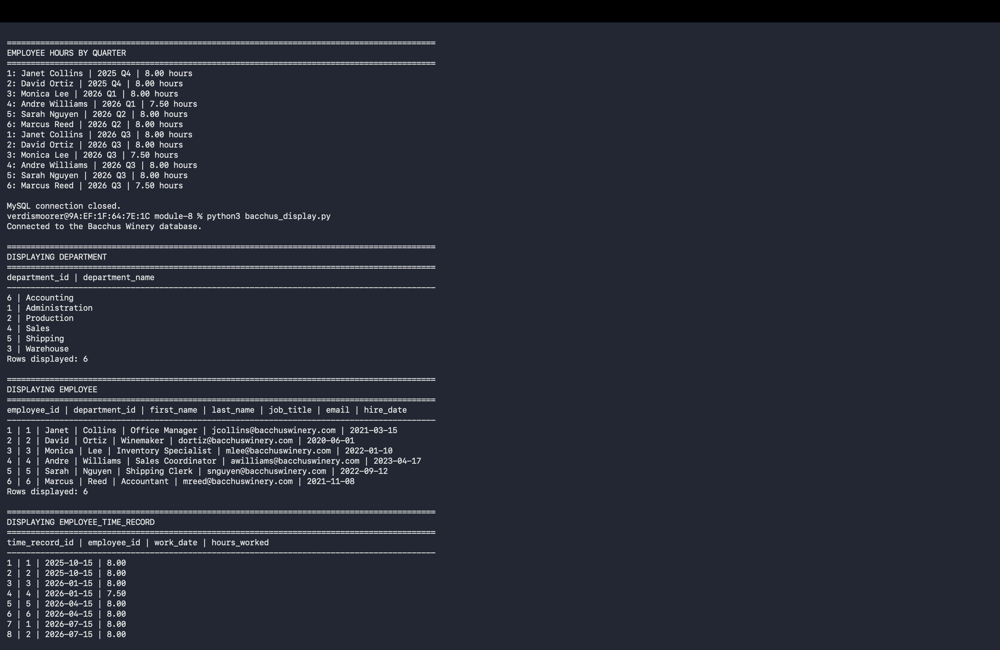 ==========================================================================================
EMPLOYEE HOURS BY QUARTER
==========================================================================================
1: Janet Collins | 2025 Q4 | 8.00 hours
2: David Ortiz | 2025 Q4 | 8.00 hours
3: Monica Lee | 2026 Q1 | 8.00 hours
4: Andre Williams | 2026 Q1 | 7.50 hours
5: Sarah Nguyen | 2026 Q2 | 8.00 hours
6: Marcus Reed | 2026 Q2 | 8.00 hours
1: Janet Collins | 2026 Q3 | 8.00 hours
2: David Ortiz | 2026 Q3 | 8.00 hours
3: Monica Lee | 2026 Q3 | 7.50 hours
4: Andre Williams | 2026 Q3 | 8.00 hours
5: Sarah Nguyen | 2026 Q3 | 8.00 hours
6: Marcus Reed | 2026 Q3 | 7.50 hours
MySQL connection closed.
verdismoorer@9A:EF:1F:64:7E:1C module-8 % python3 bacchus_display.py
Connected to the Bacchus Winery database.
==========================================================================================
DISPLAYING DEPARTMENT
==========================================================================================
department_id | department_name
------------------------------------------------------------------------------------------
6 | Accounting
1 | Administration
2 | Production
4 | Sales
5 | Shipping
3 | Warehouse
Rows displayed: 6
==========================================================================================
DISPLAYING EMPLOYEE
==========================================================================================
employee_id | department_id | first_name | last_name | job_title | email | hire_date
------------------------------------------------------------------------------------------
1 | 1 | Janet | Collins | Office Manager | jcollins@bacchuswinery.com | 2021-03-15
2 | 2 | David | Ortiz | Winemaker | dortiz@bacchuswinery.com | 2020-06-01
3 | 3 | Monica | Lee | Inventory Specialist | mlee@bacchuswinery.com | 2022-01-10
4 | 4 | Andre | Williams | Sales Coordinator | awilliams@bacchuswinery.com | 2023-04-17
5 | 5 | Sarah | Nguyen | Shipping Clerk | snguyen@bacchuswinery.com | 2022-09-12
6 | 6 | Marcus | Reed | Accountant | mreed@bacchuswinery.com | 2021-11-08
Rows displayed: 6
==========================================================================================
DISPLAYING EMPLOYEE_TIME_RECORD
==========================================================================================
time_record_id | employee_id | work_date | hours_worked
------------------------------------------------------------------------------------------
1 | 1 | 2025-10-15 | 8.00
2 | 2 | 2025-10-15 | 8.00
3 | 3 | 2026-01-15 | 8.00
4 | 4 | 2026-01-15 | 7.50
5 | 5 | 2026-04-15 | 8.00
6 | 6 | 2026-04-15 | 8.00
7 | 1 | 2026-07-15 | 8.00
8 | 2 | 2026-07-15 | 8.00